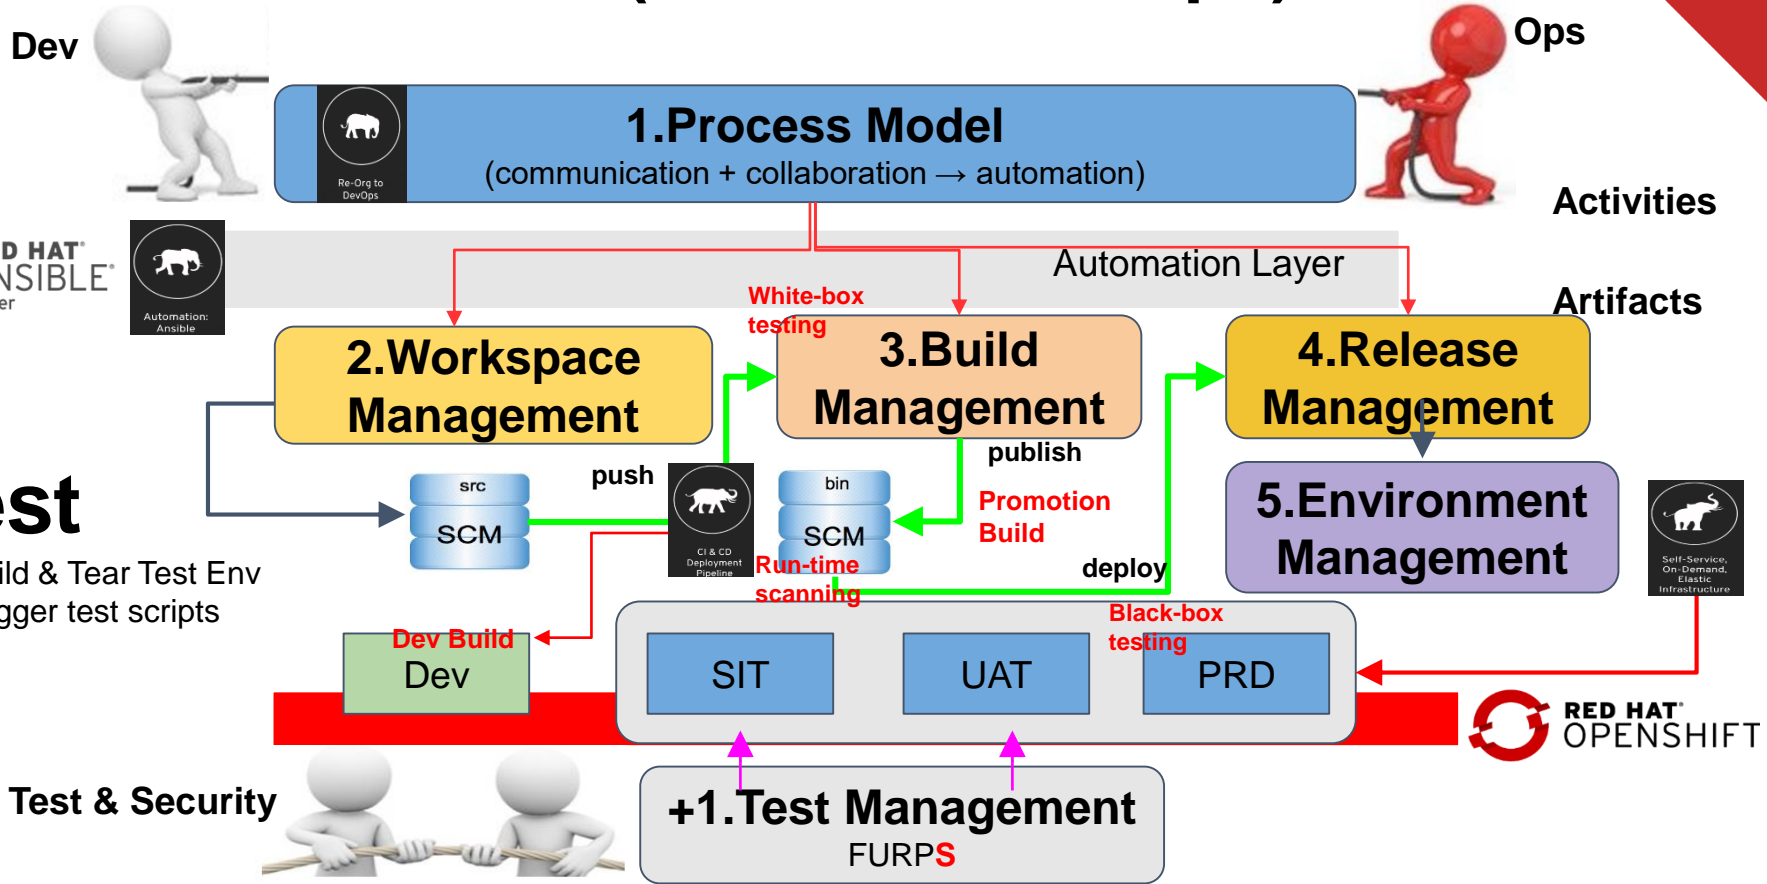 Dev
Ops
1.Process Model
(communication + collaboration → automation)
Re-Org to
DevOps
Activities
D HAT
NSIBLE
er
Automation:
Ansible
Automation Layer
Artifacts
White-box
testing
2.Workspace
Management
3.Build
Management
4.Release
Management
push
publish
src
SCM
CI & CD
Deployment
Pipeline
bin
SCM
Promotion
Build
5.Environment
Management
Self-Service,
On-Demand,
Elastic
Infrastructure
est
ild & Tear Test Env
gger test scripts
Run-time
scanning
deploy
Black-box
testing
Dev Build
Dev
SIT
UAT
PRD
RED HAT
OPENSHIFT
Test & Security
+1.Test Management
FURPS